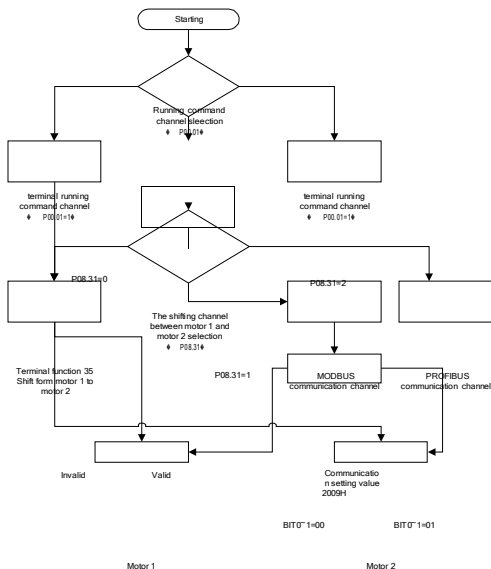 Starting
Running command
channel sleection
♦ P00.01♦
terminal running
command channel
♦ P00.01=1♦
terminal running
command channel
♦ P00.01=1♦
P08.31=0
P08.31=2
The shifting channel
between motor 1 and
motor 2 selection
♦ P08.31♦
Terminal function 35
Shift form motor 1 to
motor 2
P08.31=1
MODBUS
communication channel
PROFIBUS
communication channel
Invalid
Valid
Communicatio
n setting value
2009H
BIT0~1=00
BIT0~1=01
Motor 1
Motor 2